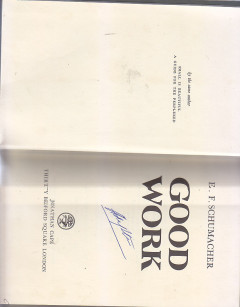 by the same author
SMALL IS BEAUTIFUL
A GUIDE FOR THE PERPLEXED
E. F. SCHUMACHER
GOOD
WORK
JONATHAN CAPE
THIRTY BEDFORD SQUARE LONDON